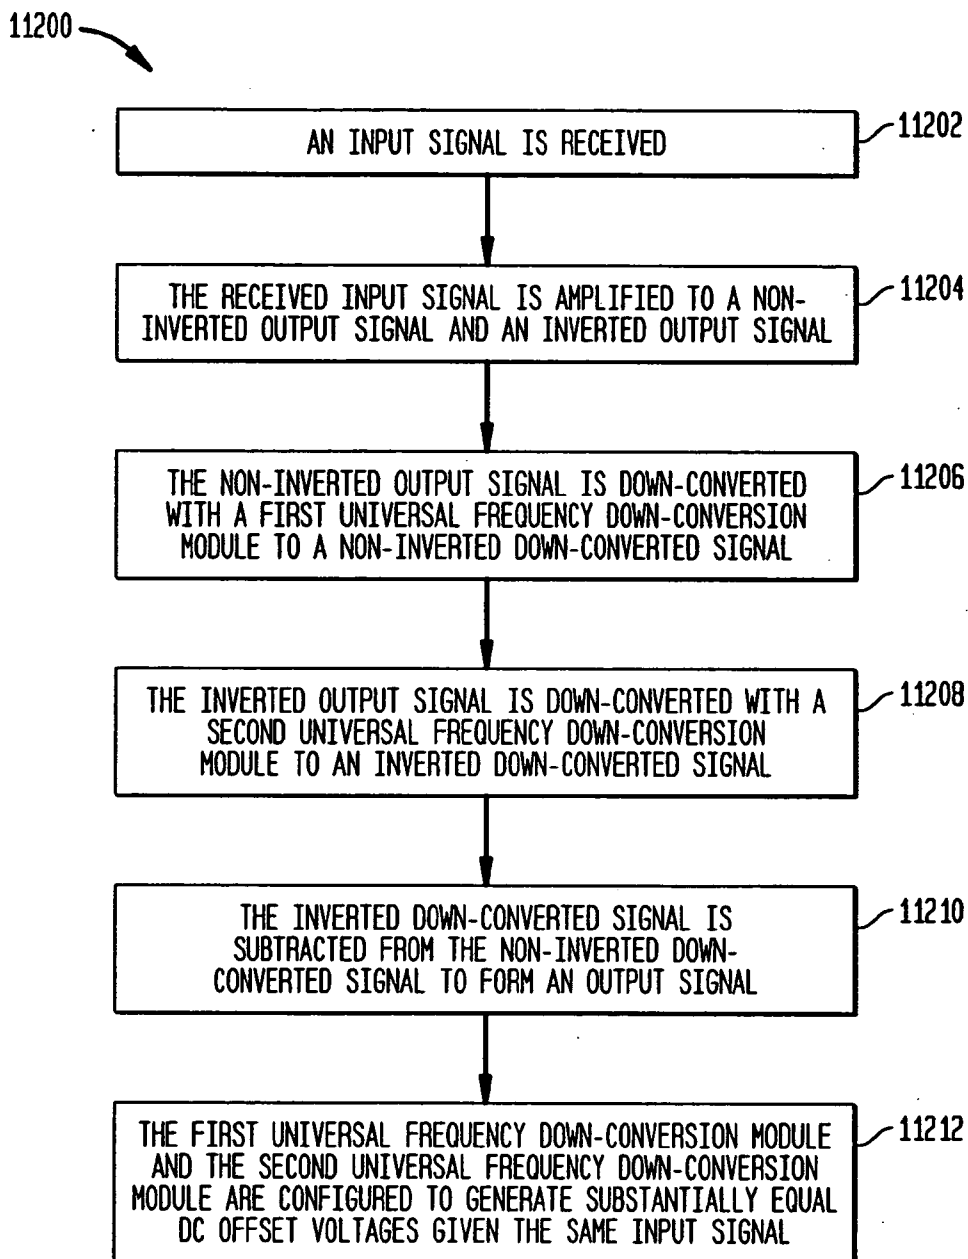 11200
AN INPUT SIGNAL IS RECEIVED
11202
THE RECEIVED INPUT SIGNAL IS AMPLIFIED TO A NON-
INVERTED OUTPUT SIGNAL AND AN INVERTED OUTPUT SIGNAL
11204
THE NON-INVERTED OUTPUT SIGNAL IS DOWN-CONVERTED
WITH A FIRST UNIVERSAL FREQUENCY DOWN-CONVERSION
MODULE TO A NON-INVERTED DOWN-CONVERTED SIGNAL
11206
THE INVERTED OUTPUT SIGNAL IS DOWN-CONVERTED WITH A
SECOND UNIVERSAL FREQUENCY DOWN-CONVERSION
MODULE TO AN INVERTED DOWN-CONVERTED SIGNAL
11208
THE INVERTED DOWN-CONVERTED SIGNAL IS
SUBTRACTED FROM THE NON-INVERTED DOWN-
CONVERTED SIGNAL TO FORM AN OUTPUT SIGNAL
11210
THE FIRST UNIVERSAL FREQUENCY DOWN-CONVERSION MODULE
AND THE SECOND UNIVERSAL FREQUENCY DOWN-CONVERSION
MODULE ARE CONFIGURED TO GENERATE SUBSTANTIALLY EQUAL
DC OFFSET VOLTAGES GIVEN THE SAME INPUT SIGNAL
11212